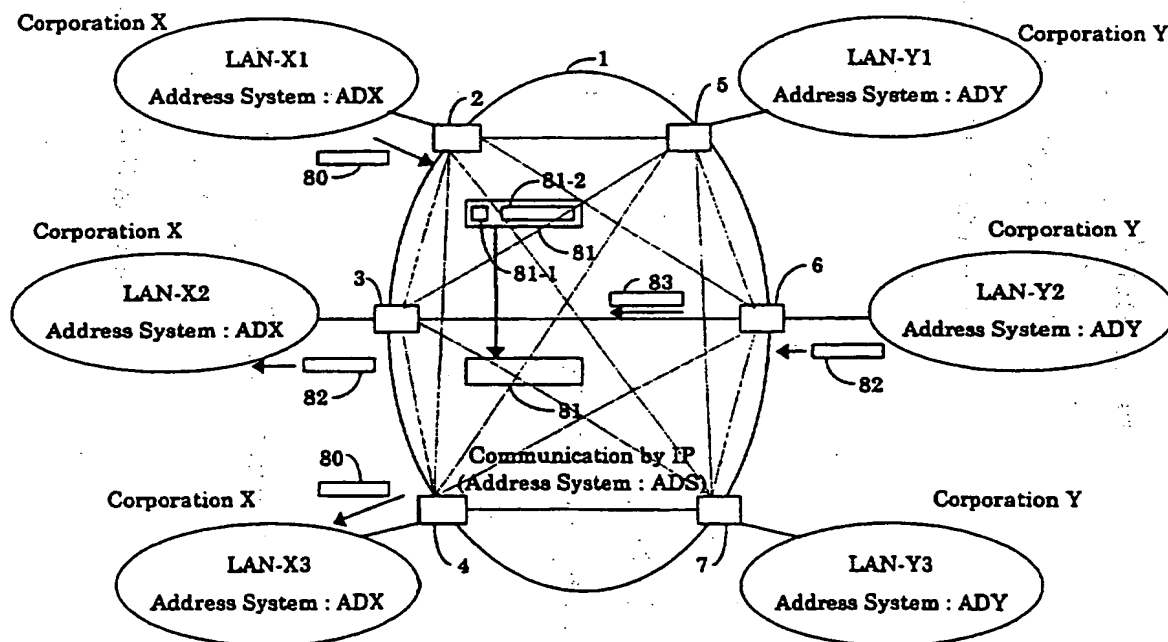 Corporation X
LAN-X1
Address System : ADX
1
Corporation Y
LAN-Y1
Address System : ADY
2
5
80
81-2
81
81-1
Corporation X
LAN-X2
Address System : ADX
3
83
6
Corporation Y
LAN-Y2
Address System : ADY
82
82
81
80
Communication by IP
(Address System : ADS)
Corporation X
LAN-X3
Address System : ADX
4
7
Corporation Y
LAN-Y3
Address System : ADY